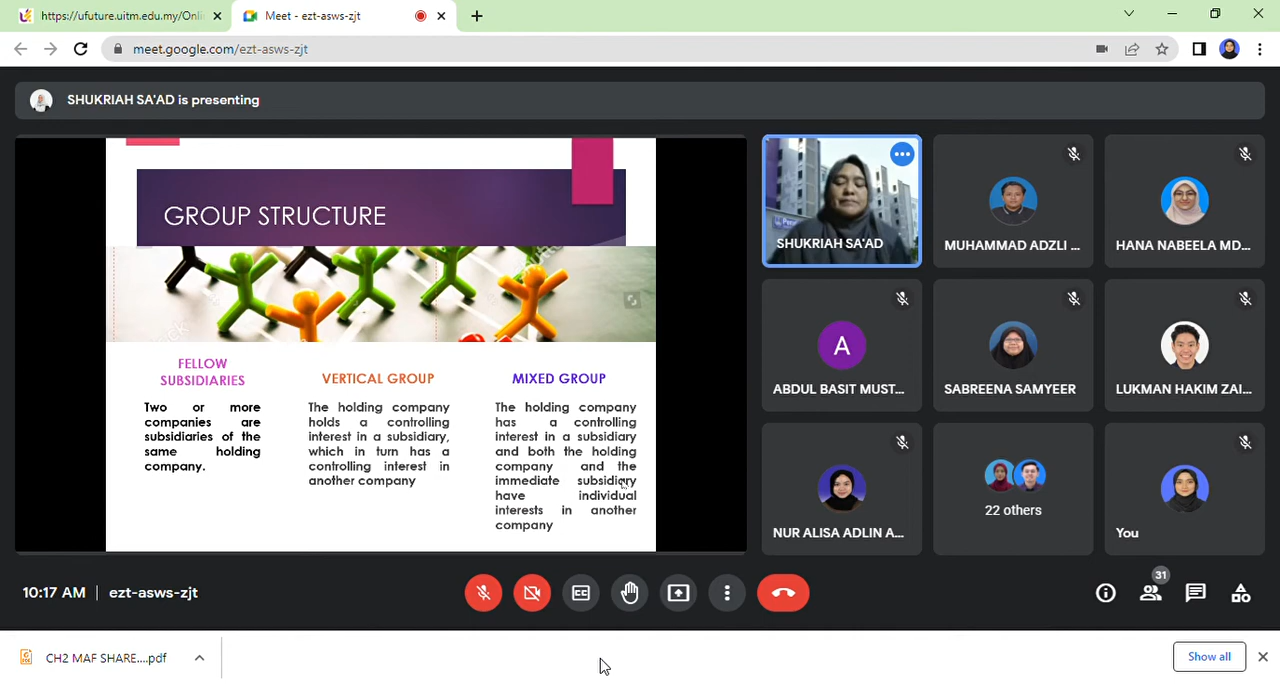 https://ufuture.uitm.edu.my/Onli
Meet - ezt-asws-zjt
meet.google.com/ezt-asws-zjt
SHUKRIAH SA'AD is presenting
GROUP STRUCTURE
FELLOW
SUBSIDIARIES
Two or more
companies are
subsidiaries of the
same holding
company.
VERTICAL GROUP
The holding company
holds a controlling
interest in a subsidiary,
which in turn has a
controlling interest in
another company
MIXED GROUP
The holding company
has a controlling
interest in a subsidiary
and both the holding
company and the
immediate subsidiary
have individual
interests in another
company
SHUKRIAH SA'AD
MUHAMMAD ADZLI ...
HANA NABEELA MD...
A
ABDUL BASIT MUST...
SABREENA SAMYEER
LUKMAN HAKIM ZAI...
NUR ALISA ADLIN A...
22 others
You
10:17 AM | ezt-asws-zjt
31
CH2 MAF SHARE....pdf
Show all